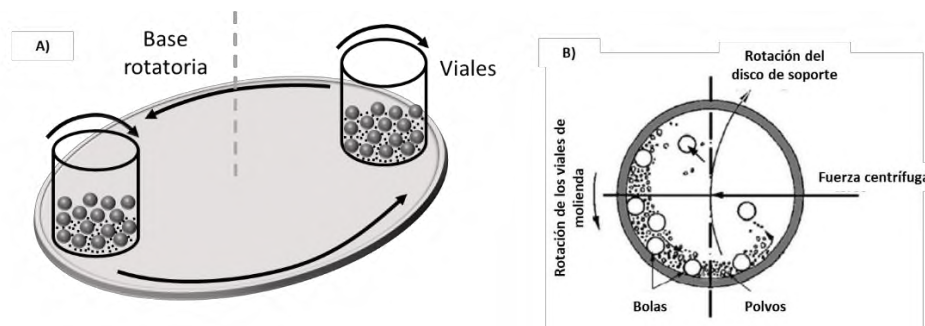 A)
Base
rotatoria
Viales
B)
Rotación del
disco de soporte
Rotación de los viales de
molienda
Fuerza centrífuga
Bolas
Polvos